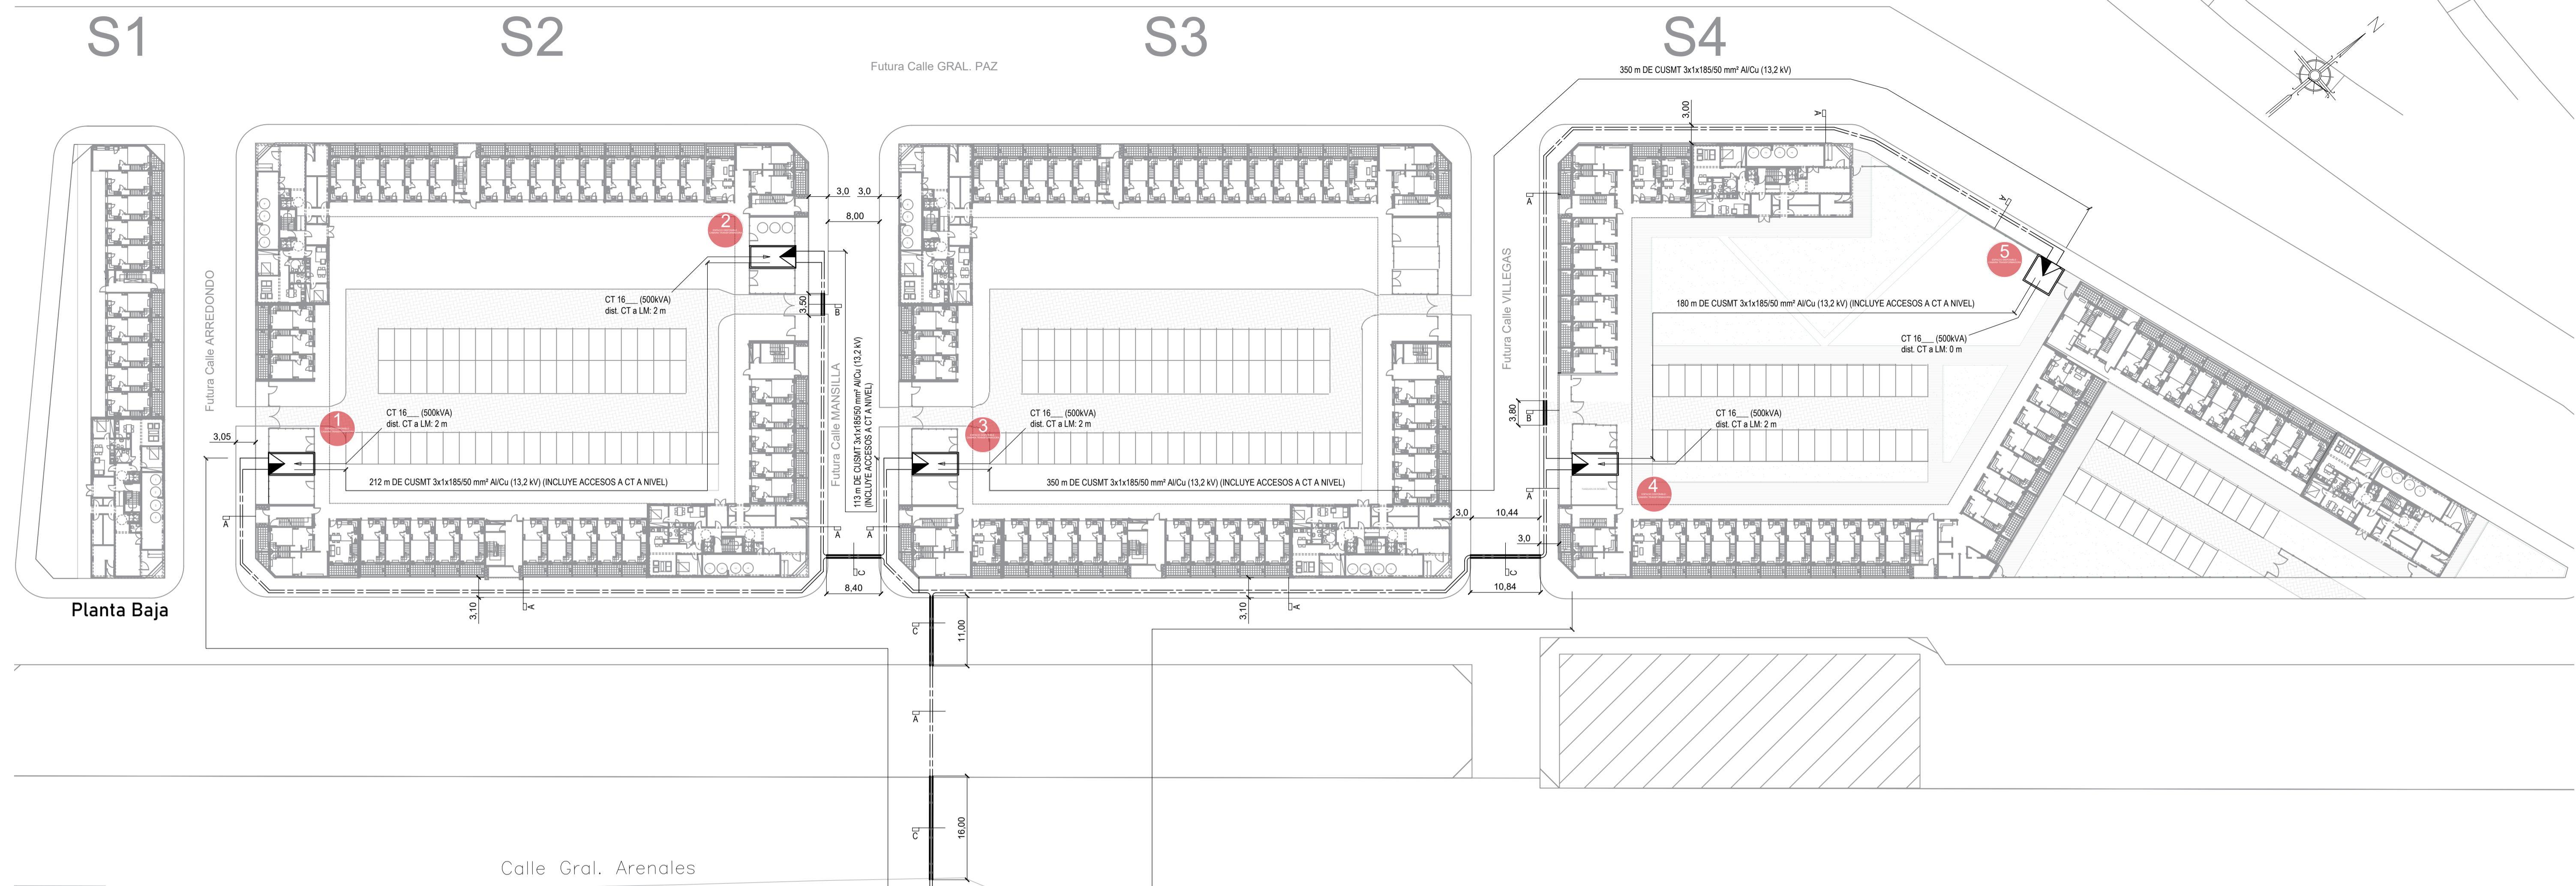 S1
S2
S3
S4
Futura Calle GRAL. PAZ
350 m DE CUSMT 3x1x185/50 mm² Al/Cu (13,2 kV)
N
3,00
A
A
3,0
3,0
8,00
A
A
Futura Calle ARREDONDO
2
CT 16___ (500kVA)
dist. CT a LM: 2 m
3,50
B
Futura Calle MANSILLA
113 m DE CUSMT 3x1x185/50 mm² Al/Cu (13,2 kV)
(INCLUYE ACCESOS A CT A NIVEL)
Futura Calle VILLEGAS
5
180 m DE CUSMT 3x1x185/50 mm² Al/Cu (13,2 kV) (INCLUYE ACCESOS A CT A NIVEL)
CT 16___ (500kVA)
dist. CT a LM: 0 m
1
CT 16___ (500kVA)
dist. CT a LM: 2 m
3,05
3
CT 16___ (500kVA)
dist. CT a LM: 2 m
3,80
B
CT 16___ (500kVA)
dist. CT a LM: 2 m
212 m DE CUSMT 3x1x185/50 mm² Al/Cu (13,2 kV) (INCLUYE ACCESOS A CT A NIVEL)
350 m DE CUSMT 3x1x185/50 mm² Al/Cu (13,2 kV) (INCLUYE ACCESOS A CT A NIVEL)
4
A
A
A
3,0
10,44
3,0
C
C
8,40
10,84
Planta Baja
3,10
A
3,10
A
C
11,00
A
C
16,00
Calle Gral. Arenales